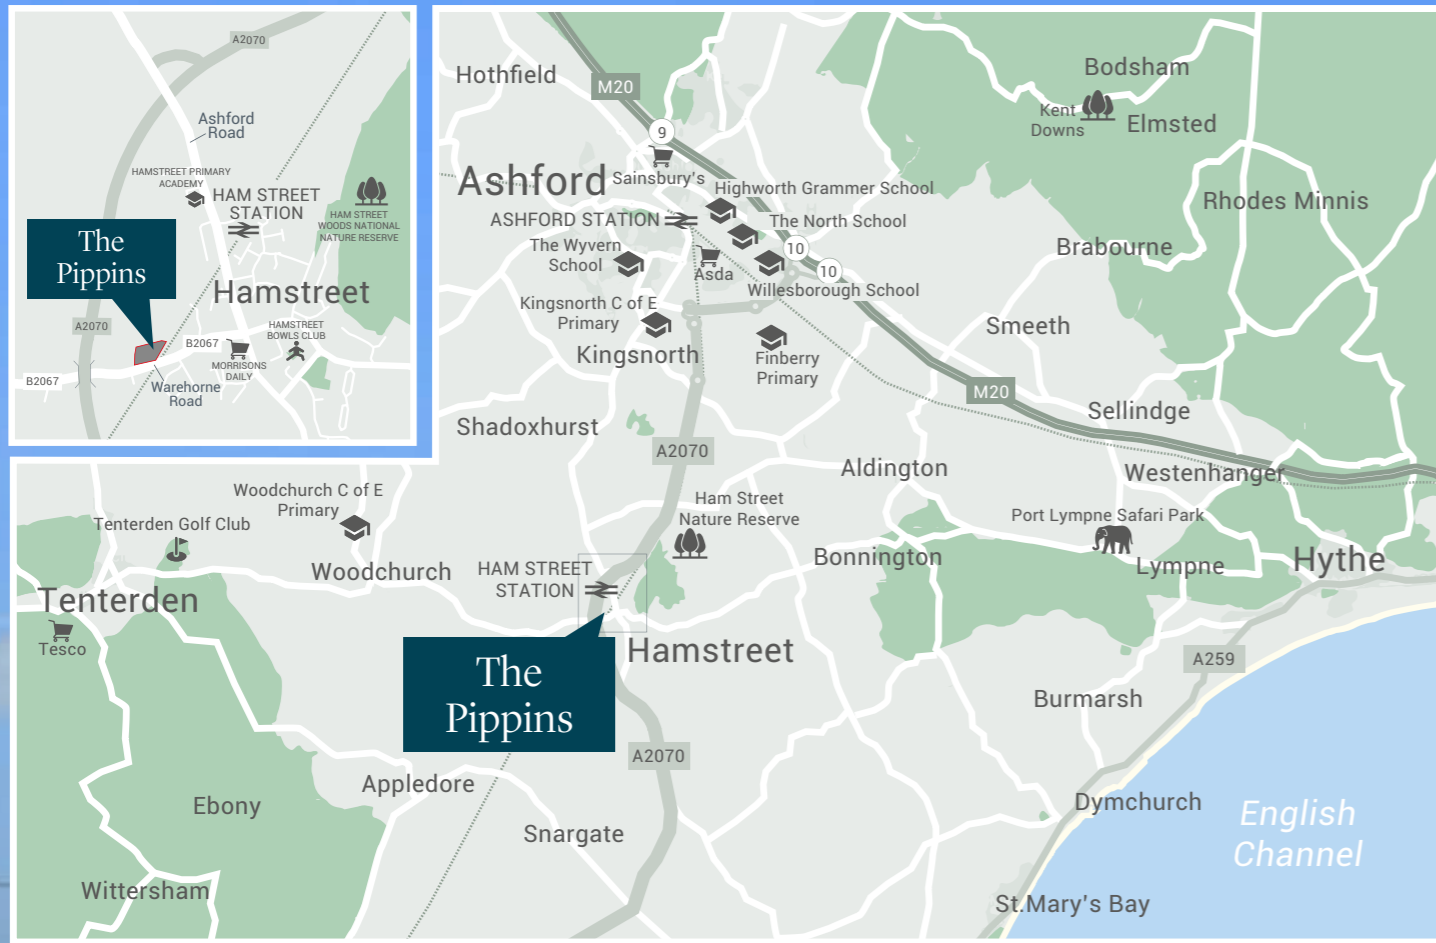 A2070
Ashford
Road
HAMSTREET PRIMARY
ACADEMY
HAM STREET
STATION
HAM STREET
WOODS NATIONAL
NATURE RESERVE
The
Pippins
Hamstreet
A2070
B2067
HAMSTREET
BOWLS CLUB
MORRISONS
DAILY
B2067
Warehorne
Road
Hothfield
M20
Bodsham
Kent
Downs
Elmsted
9
Ashford
Sainsbury's
Highworth Grammer School
Rhodes Minnis
ASHFORD STATION
The North School
The Wyvern
School
10
Brabourne
Asda
10
Willesborough School
Kingsnorth C of E
Primary
Smeeth
Kingsnorth
Finberry
Primary
M20
Sellindge
Shadoxhurst
A2070
Aldington
Westenhanger
Woodchurch C of E
Primary
Ham Street
Nature Reserve
Tenterden Golf Club
Port Lympne Safari Park
Woodchurch
HAM STREET
STATION
Bonnington
Lympne
Hythe
Tenterden
Tesco
The
Pippins
Hamstreet
A259
Burmarsh
A2070
Appledore
Ebony
Dymchurch
English
Channel
Snargate
Wittersham
St.Mary's Bay